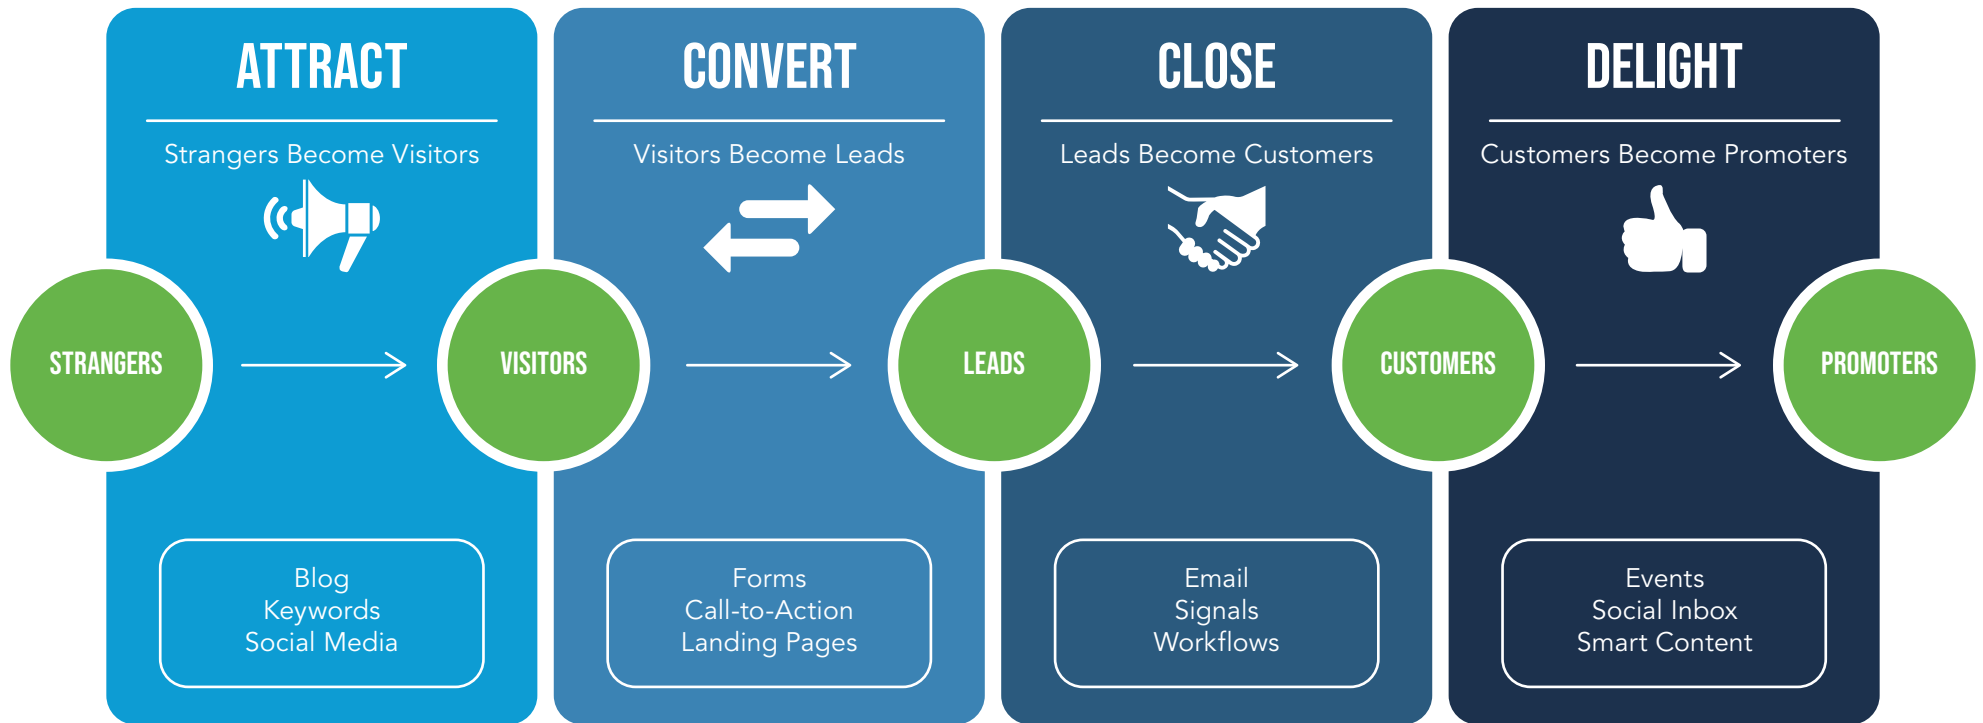 ATTRACT
Strangers Become Visitors
CONVERT
Visitors Become Leads
CLOSE
Leads Become Customers
DELIGHT
Customers Become Promoters
STRANGERS
VISITORS
LEADS
CUSTOMERS
PROMOTERS
Blog
Keywords
Social Media
Forms
Call-to-Action
Landing Pages
Email
Signals
Workflows
Events
Social Inbox
Smart Content